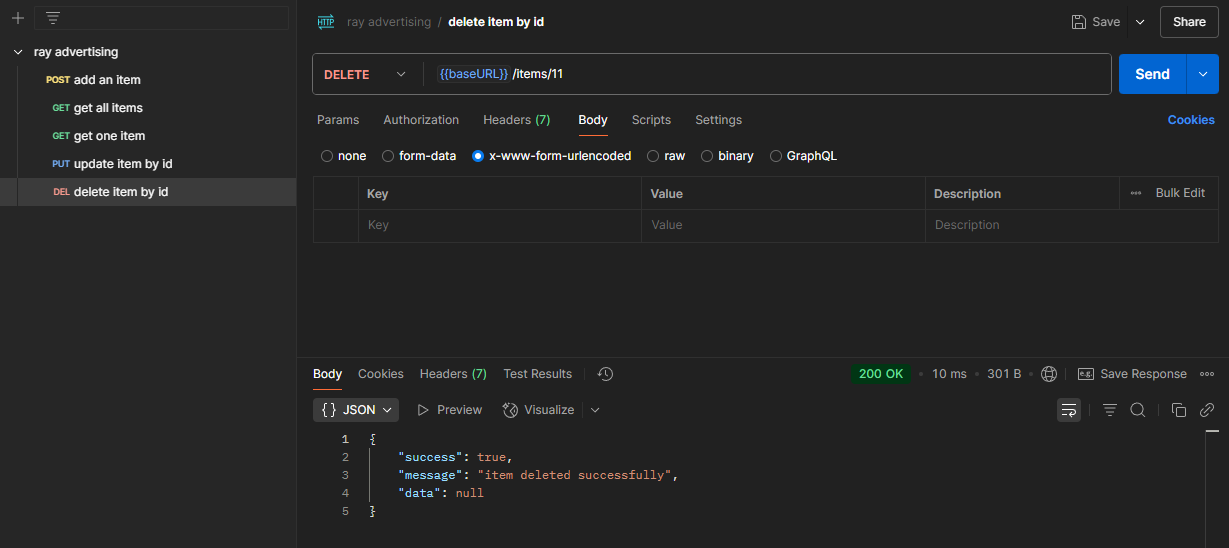 ray advertising
POST add an item
GET get all items
GET get one item
PUT update item by id
DEL delete item by id
HTTP ray advertising / delete item by id
Save
Share
DELETE {{baseURL}} /items/11
Send
Params Authorization Headers (7) Body Scripts Settings Cookies
none form-data x-www-form-urlencoded raw binary GraphQL
Key Value Description ··· Bulk Edit
Key Value Description
Body Cookies Headers (7) Test Results
200 OK • 10 ms • 301 B e.g. Save Response ···
{} JSON Preview Visualize
1 {
2 "success": true,
3 "message": "item deleted successfully",
4 "data": null
5 }